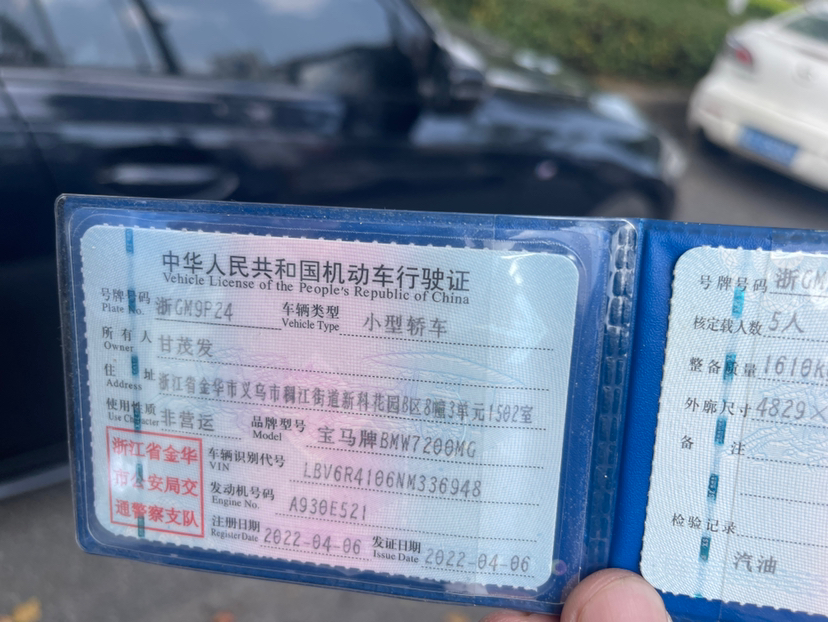 中华人民共和国机动车行驶证
Vehicle License of the People's Republic of China
号牌号码 浙GM9P24 车辆类型 小型轿车
Plate No. Vehicle Type
所有人 甘茂发
Owner
住址 浙江省金华市义乌市稠江街道新科花园B区8幢3单元1502室
Address
使用性质 非营运 品牌型号 宝马牌BMW7200MG
Use Character Model
浙江省金华
市公安局交
通警察支队
车辆识别代号 LBV6R4106NM336948
VIN
发动机号码 A930E521
Engine No.
注册日期 2022-04-06 发证日期 2022-04-06
Register Date Issue Date
号牌号码 浙GM
核定载人数 5人
整备质量 1610k
外廓尺寸 4829×
备注
检验记录
汽油